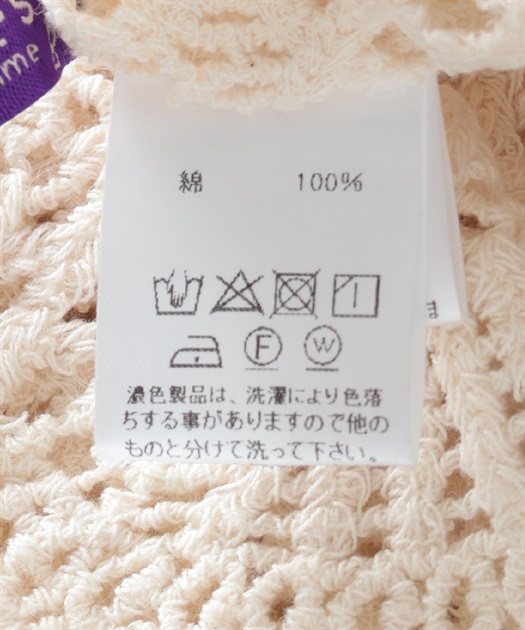 綿 100%
F W
濃色製品は、洗濯により色落
ちする事がありますので他の
ものと分けて洗って下さい。